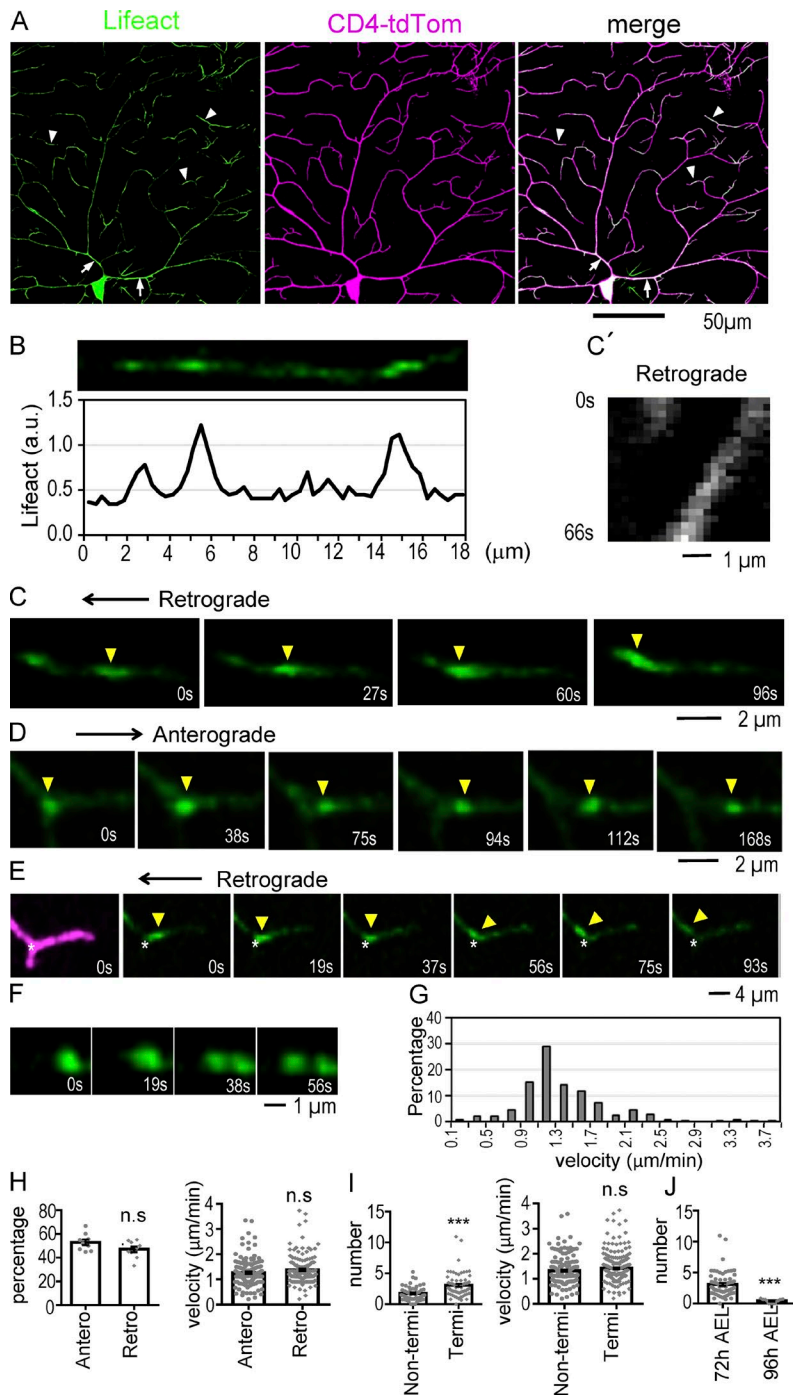 A Lifeact CD4-tdTom merge
50µm
B
Lifeact (a.u.)
1.5
1.0
0.5
0.0
0 2 4 6 8 10 12 14 16 18 (µm)
C´
Retrograde
0s
66s
1 µm
C Retrograde
0s 27s 60s 96s
2 µm
D Anterograde
0s 38s 75s 94s 112s 168s
2 µm
E Retrograde
* * * * * * *
0s 0s 19s 37s 56s 75s 93s
4 µm
F
0s 19s 38s 56s
1 µm
G
Percentage
40
30
20
10
0
0.1 0.5 0.9 1.3 1.7 2.1 2.5 2.9 3.3 3.7
velocity (µm/min)
H
percentage
80
60
40
20
0
n.s
Antero Retro
velocity (µm/min)
4
3
2
1
0
n.s
Antero Retro
I
number
15
10
5
0
***
Non-termi Termi
velocity (µm/min)
4
3
2
1
0
n.s
Non-termi Termi
J
number
15
10
5
0
***
72h AEL 96h AEL